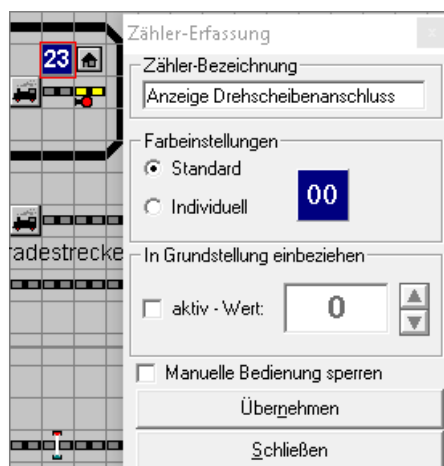 23
radestrecke
Zähler-Erfassung
Zähler-Bezeichnung
Anzeige Drehscheibenanschluss
Farbeinstellungen
Standard
Individuell
00
In Grundstellung einbeziehen
aktiv - Wert:
0
Manuelle Bedienung sperren
Übernehmen
Schließen